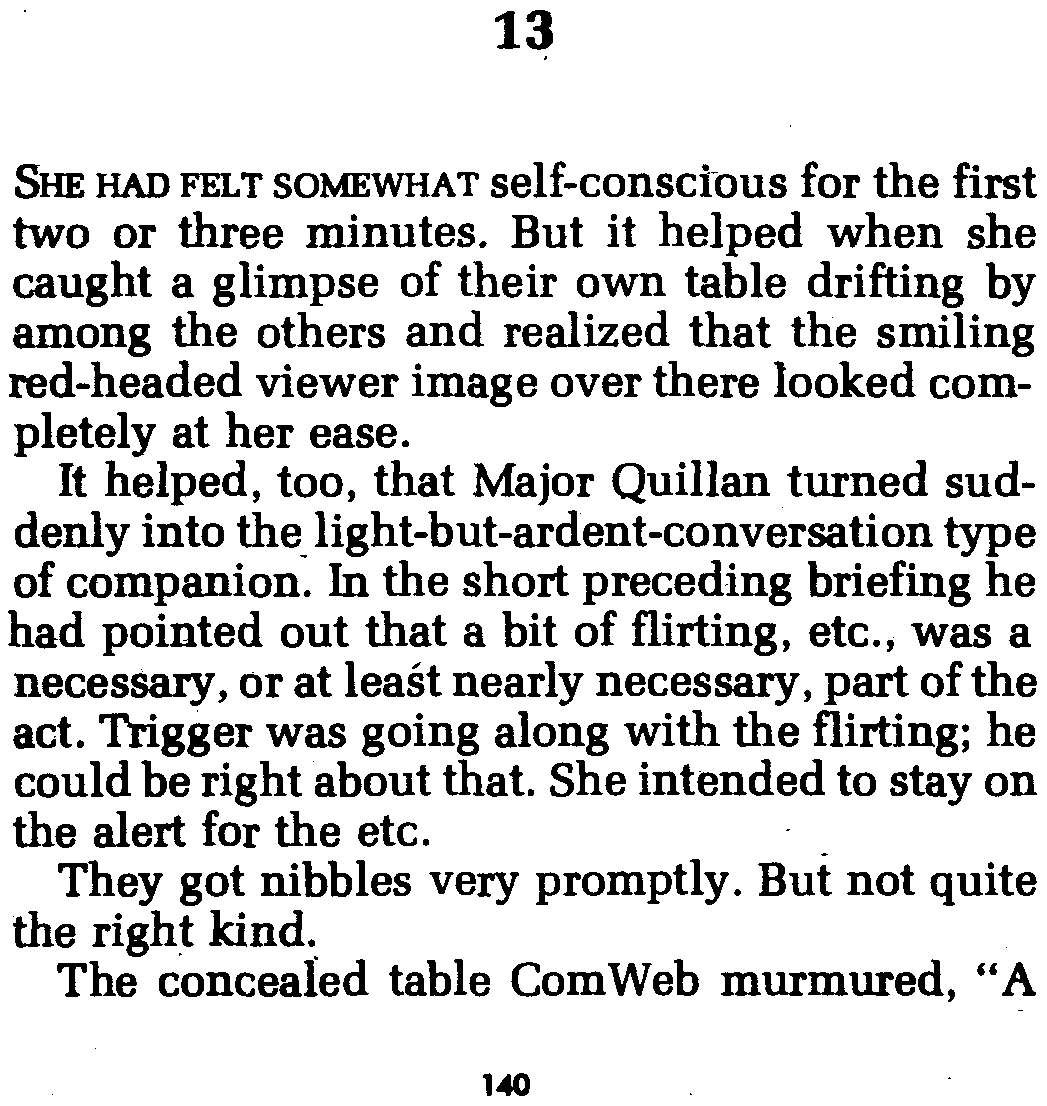 13
SHE HAD FELT SOMEWHAT self-conscious for the first
two or three minutes. But it helped when she
caught a glimpse of their own table drifting by
among the others and realized that the smiling
red-headed viewer image over there looked com-
pletely at her ease.
It helped, too, that Major Quillan turned sud-
denly into the light-but-ardent-conversation type
of companion. In the short preceding briefing he
had pointed out that a bit of flirting, etc., was a
necessary, or at least nearly necessary, part of the
act. Trigger was going along with the flirting; he
could be right about that. She intended to stay on
the alert for the etc.
They got nibbles very promptly. But not quite
the right kind.
The concealed table ComWeb murmured, “A
140